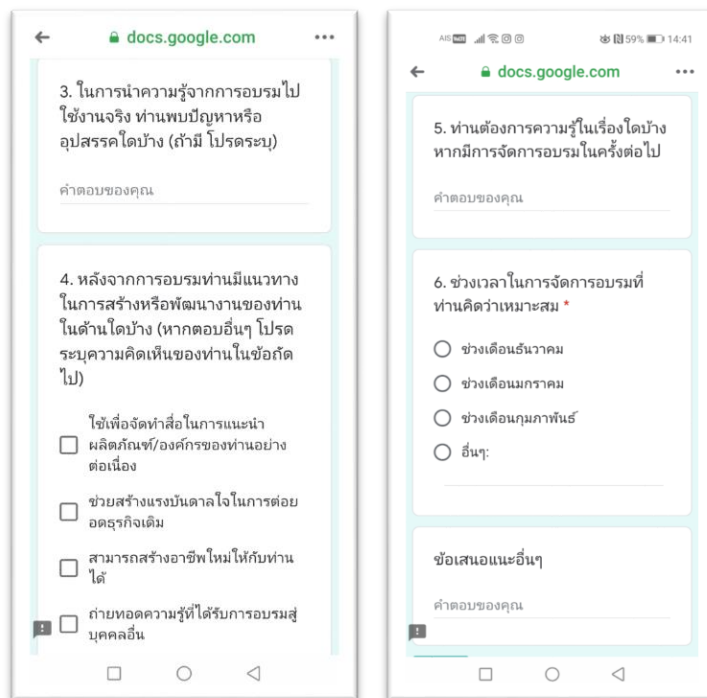 docs.google.com
3. ในการนำความรู้จากการอบรมไป
ใช้งานจริง ท่านพบปัญหาหรือ
อุปสรรคใดบ้าง (ถ้ามี โปรดระบุ)
คำตอบของคุณ
4. หลังจากการอบรมท่านมีแนวทาง
ในการสร้างหรือพัฒนางานของท่าน
ในด้านใดบ้าง (หากตอบอื่นๆ โปรด
ระบุความคิดเห็นของท่านในข้อถัด
ไป)
ใช้เพื่อจัดทำสื่อในการแนะนำ
ผลิตภัณฑ์/องค์กรของท่านอย่าง
ต่อเนื่อง
ช่วยสร้างแรงบันดาลใจในการต่อย
อดธุรกิจเดิม
สามารถสร้างอาชีพใหม่ให้กับท่าน
ได้
ถ่ายทอดความรู้ที่ได้รับการอบรมสู่
บุคคลอื่น
AIS 59% 14:41
docs.google.com
5. ท่านต้องการความรู้ในเรื่องใดบ้าง
หากมีการจัดการอบรมในครั้งต่อไป
คำตอบของคุณ
6. ช่วงเวลาในการจัดการอบรมที่
ท่านคิดว่าเหมาะสม *
ช่วงเดือนธันวาคม
ช่วงเดือนมกราคม
ช่วงเดือนกุมภาพันธ์
อื่นๆ:
ข้อเสนอแนะอื่นๆ
คำตอบของคุณ